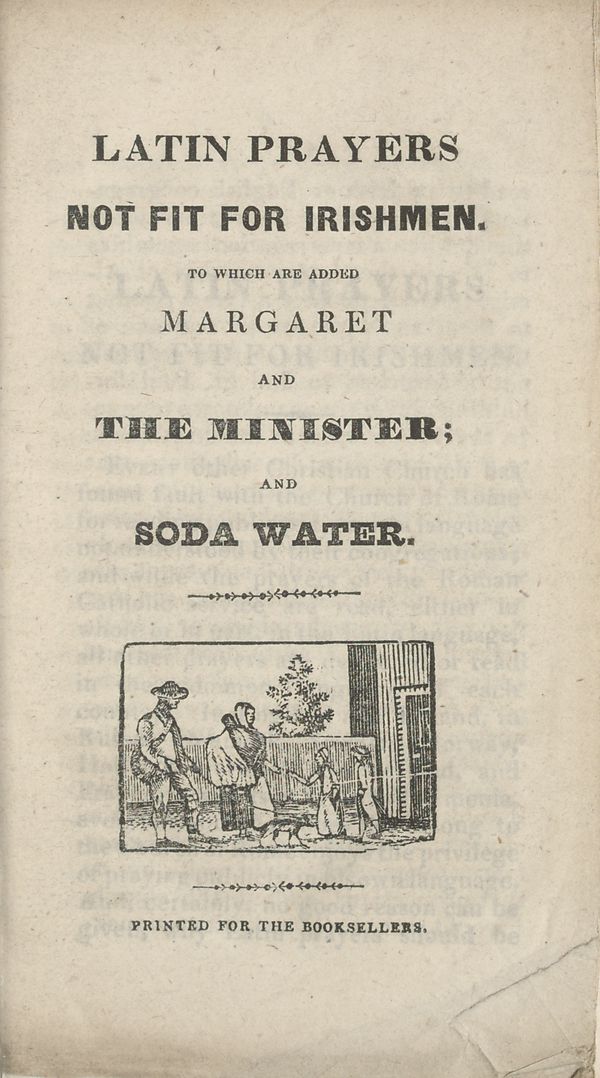 LATIN PRAYERS
NOT FIT FOR IRISHMEN.
TO WHICH ARE ADDED
MARGARET
AND
THE MINISTER;
AND
SODA WATER.
PRINTED FOR THE BOOKSELLERS.